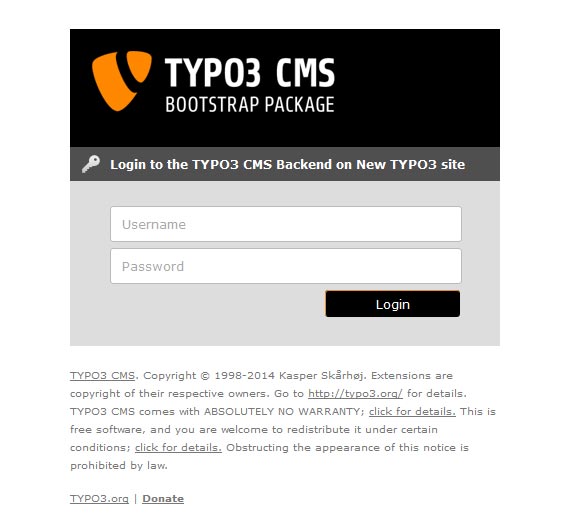 TYPO3 CMS
BOOTSTRAP PACKAGE
Login to the TYPO3 CMS Backend on New TYPO3 site
Username
Password
Login
TYPO3 CMS. Copyright © 1998-2014 Kasper Skårhøj. Extensions are
copyright of their respective owners. Go to http://typo3.org/ for details.
TYPO3 CMS comes with ABSOLUTELY NO WARRANTY; click for details. This is
free software, and you are welcome to redistribute it under certain
conditions; click for details. Obstructing the appearance of this notice is
prohibited by law.
TYPO3.org | Donate